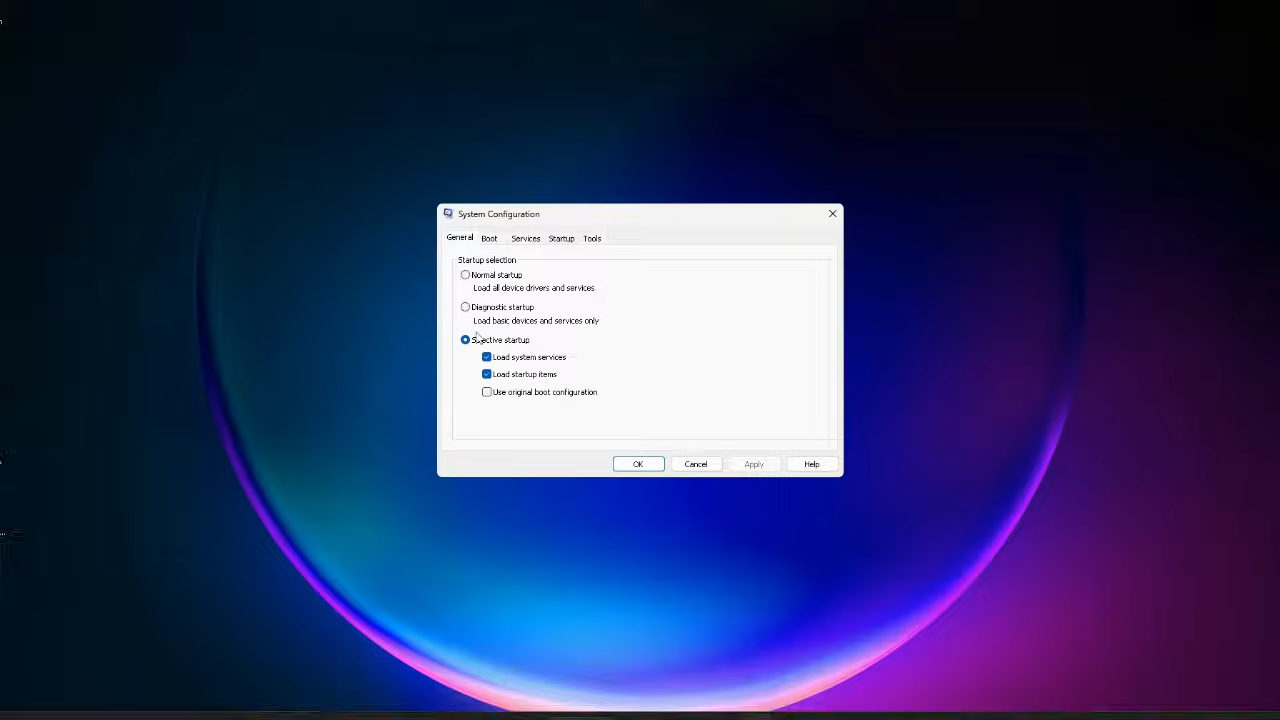 System Configuration
General Boot Services Startup Tools
Startup selection
Normal startup
Load all device drivers and services
Diagnostic startup
Load basic devices and services only
Selective startup
Load system services
Load startup items
Use original boot configuration
OK Cancel Apply Help